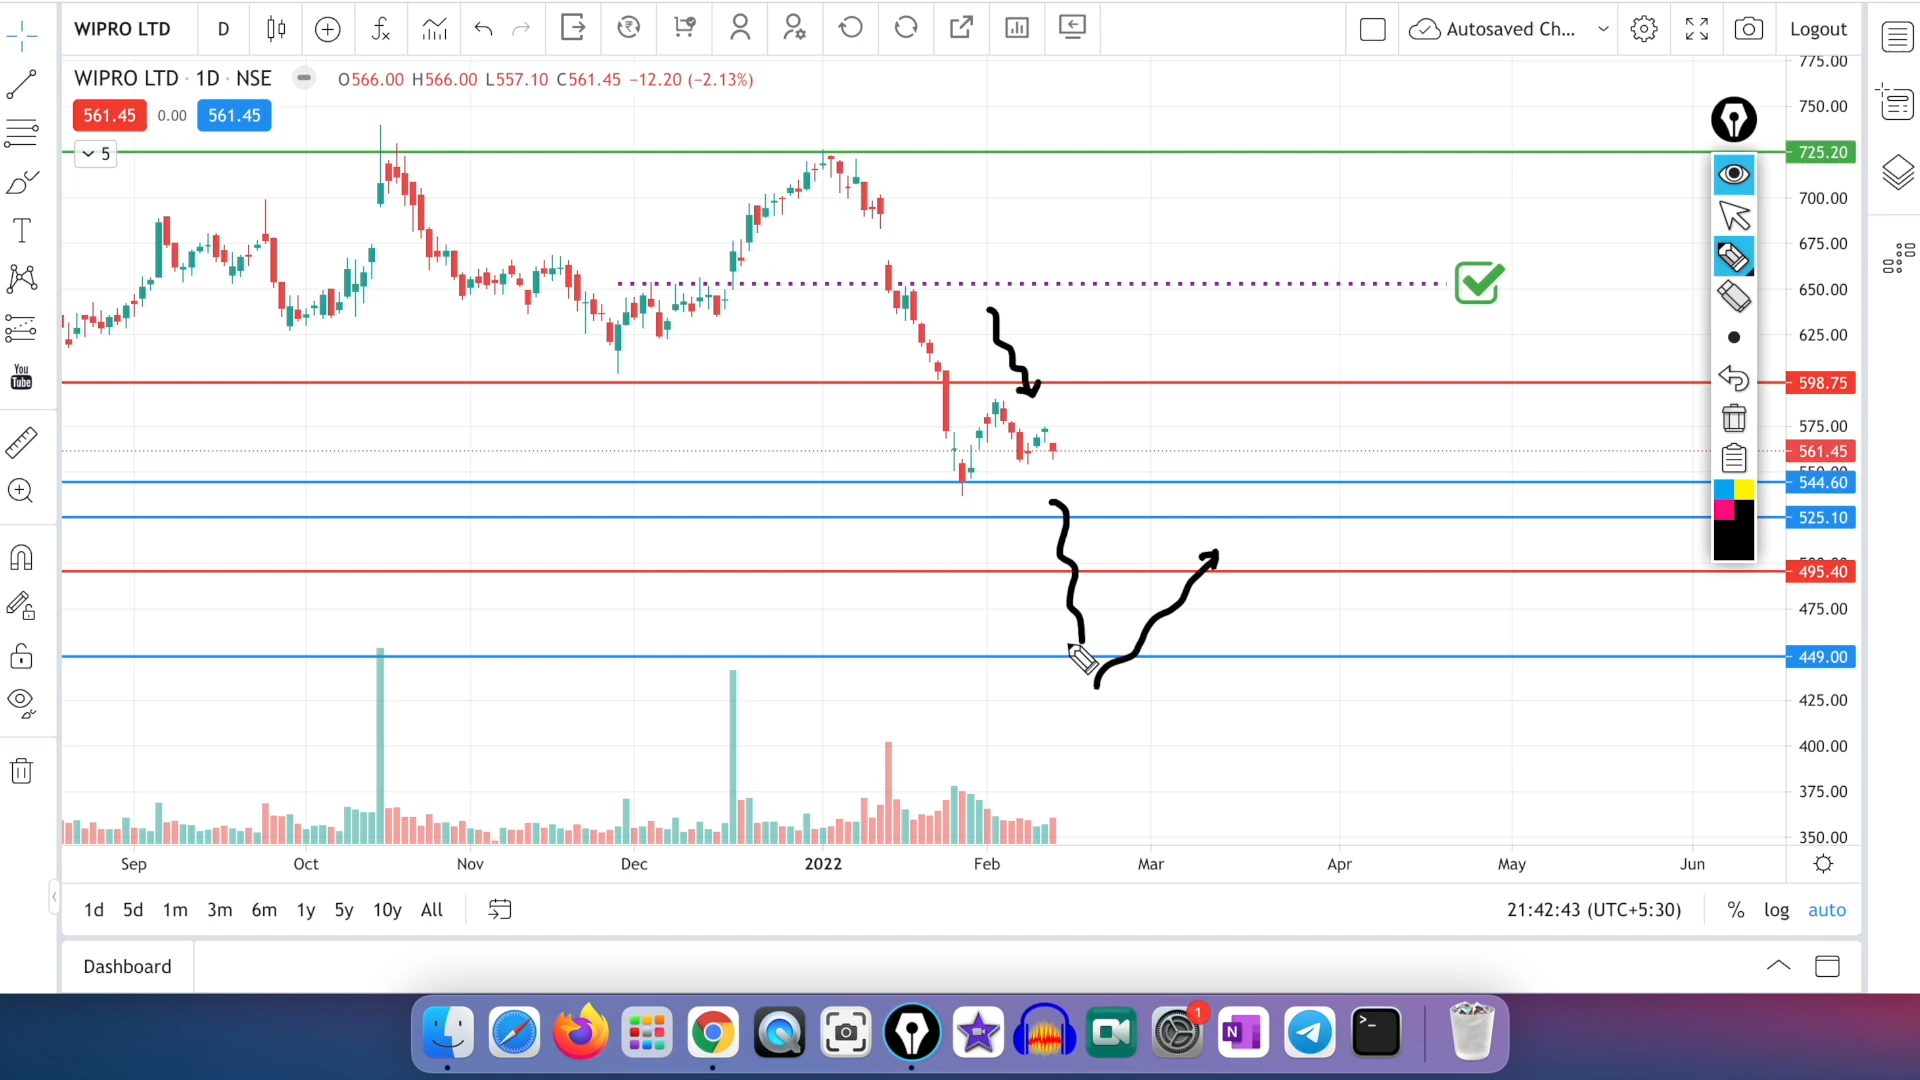 WIPRO LTD D Autosaved Ch... Logout
WIPRO LTD · 1D · NSE O566.00 H566.00 L557.10 C561.45 −12.20 (−2.13%)
561.45 0.00 561.45
5
775.00
750.00
725.20
700.00
675.00
650.00
625.00
598.75
575.00
561.45
544.60
525.10
495.40
475.00
449.00
425.00
400.00
375.00
350.00
You
Tube
Sep Oct Nov Dec 2022 Feb Mar Apr May Jun
1d 5d 1m 3m 6m 1y 5y 10y All 21:42:43 (UTC+5:30) % log auto
Dashboard
1
N
>_